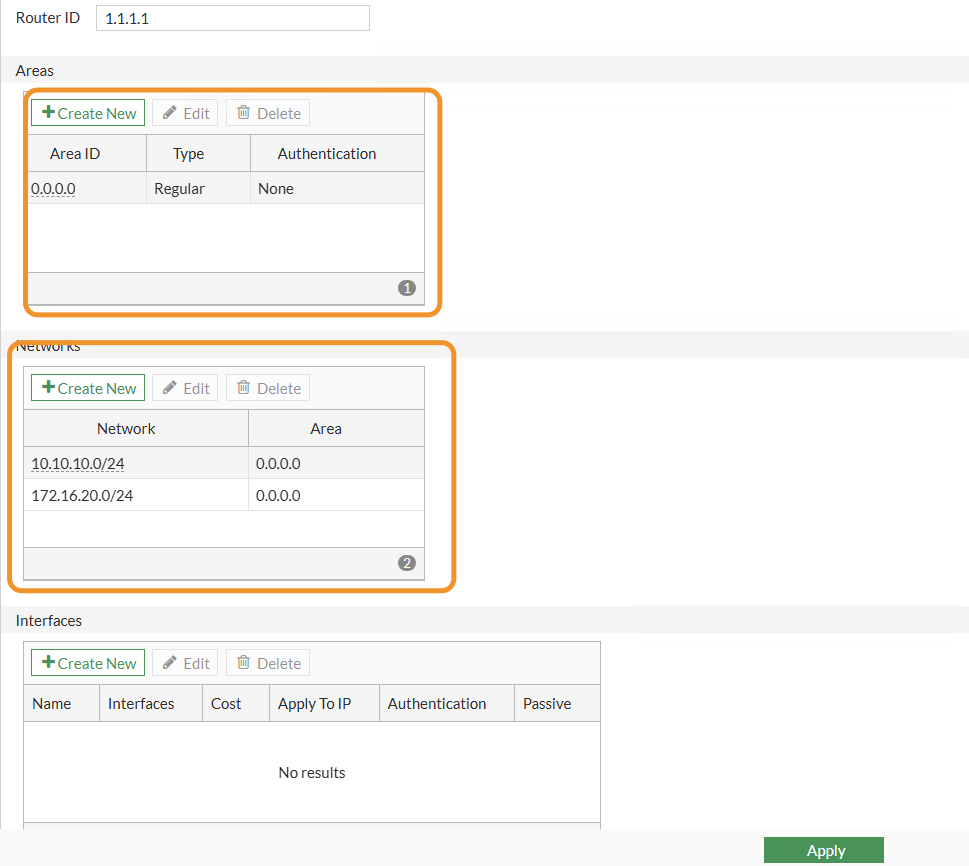 Router ID 1.1.1.1
Areas
Create New Edit Delete
Area ID Type Authentication
0.0.0.0 Regular None
1
Networks
Create New Edit Delete
Network Area
10.10.10.0/24 0.0.0.0
172.16.20.0/24 0.0.0.0
2
Interfaces
Create New Edit Delete
Name Interfaces Cost Apply To IP Authentication Passive
No results
Apply